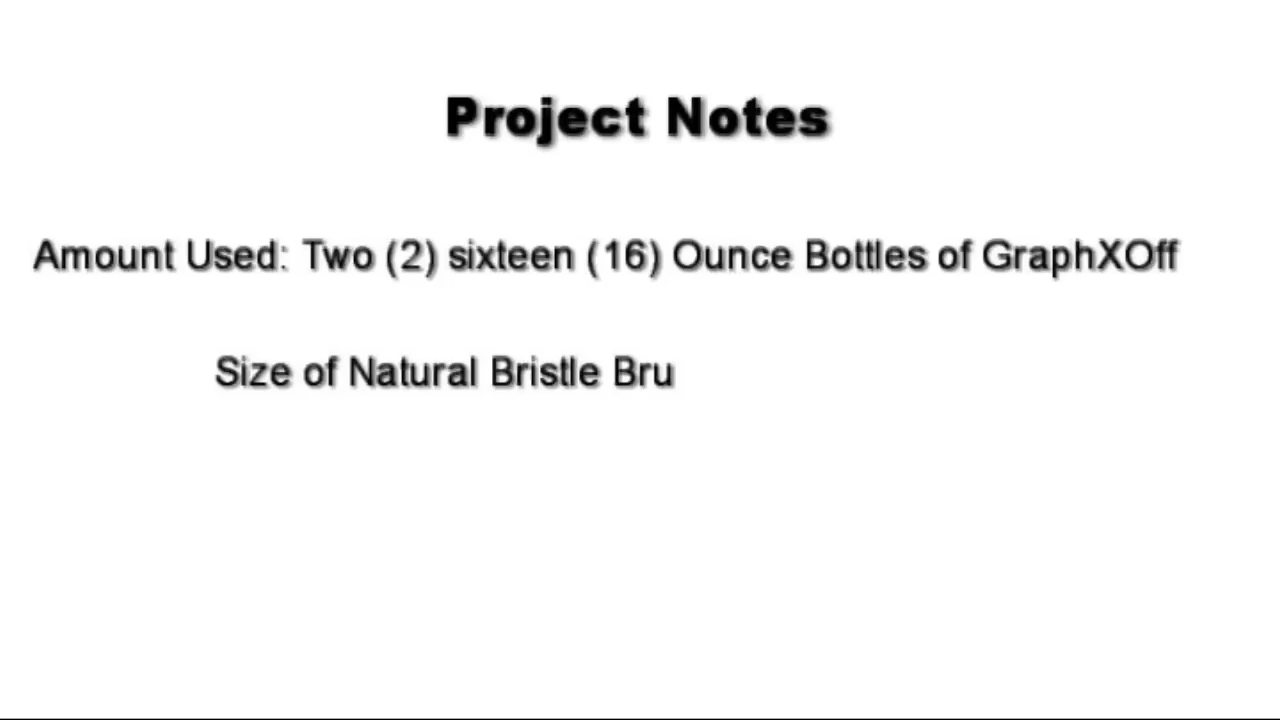 Project Notes
Amount Used: Two (2) sixteen (16) Ounce Bottles of GraphXOff
Size of Natural Bristle Bru